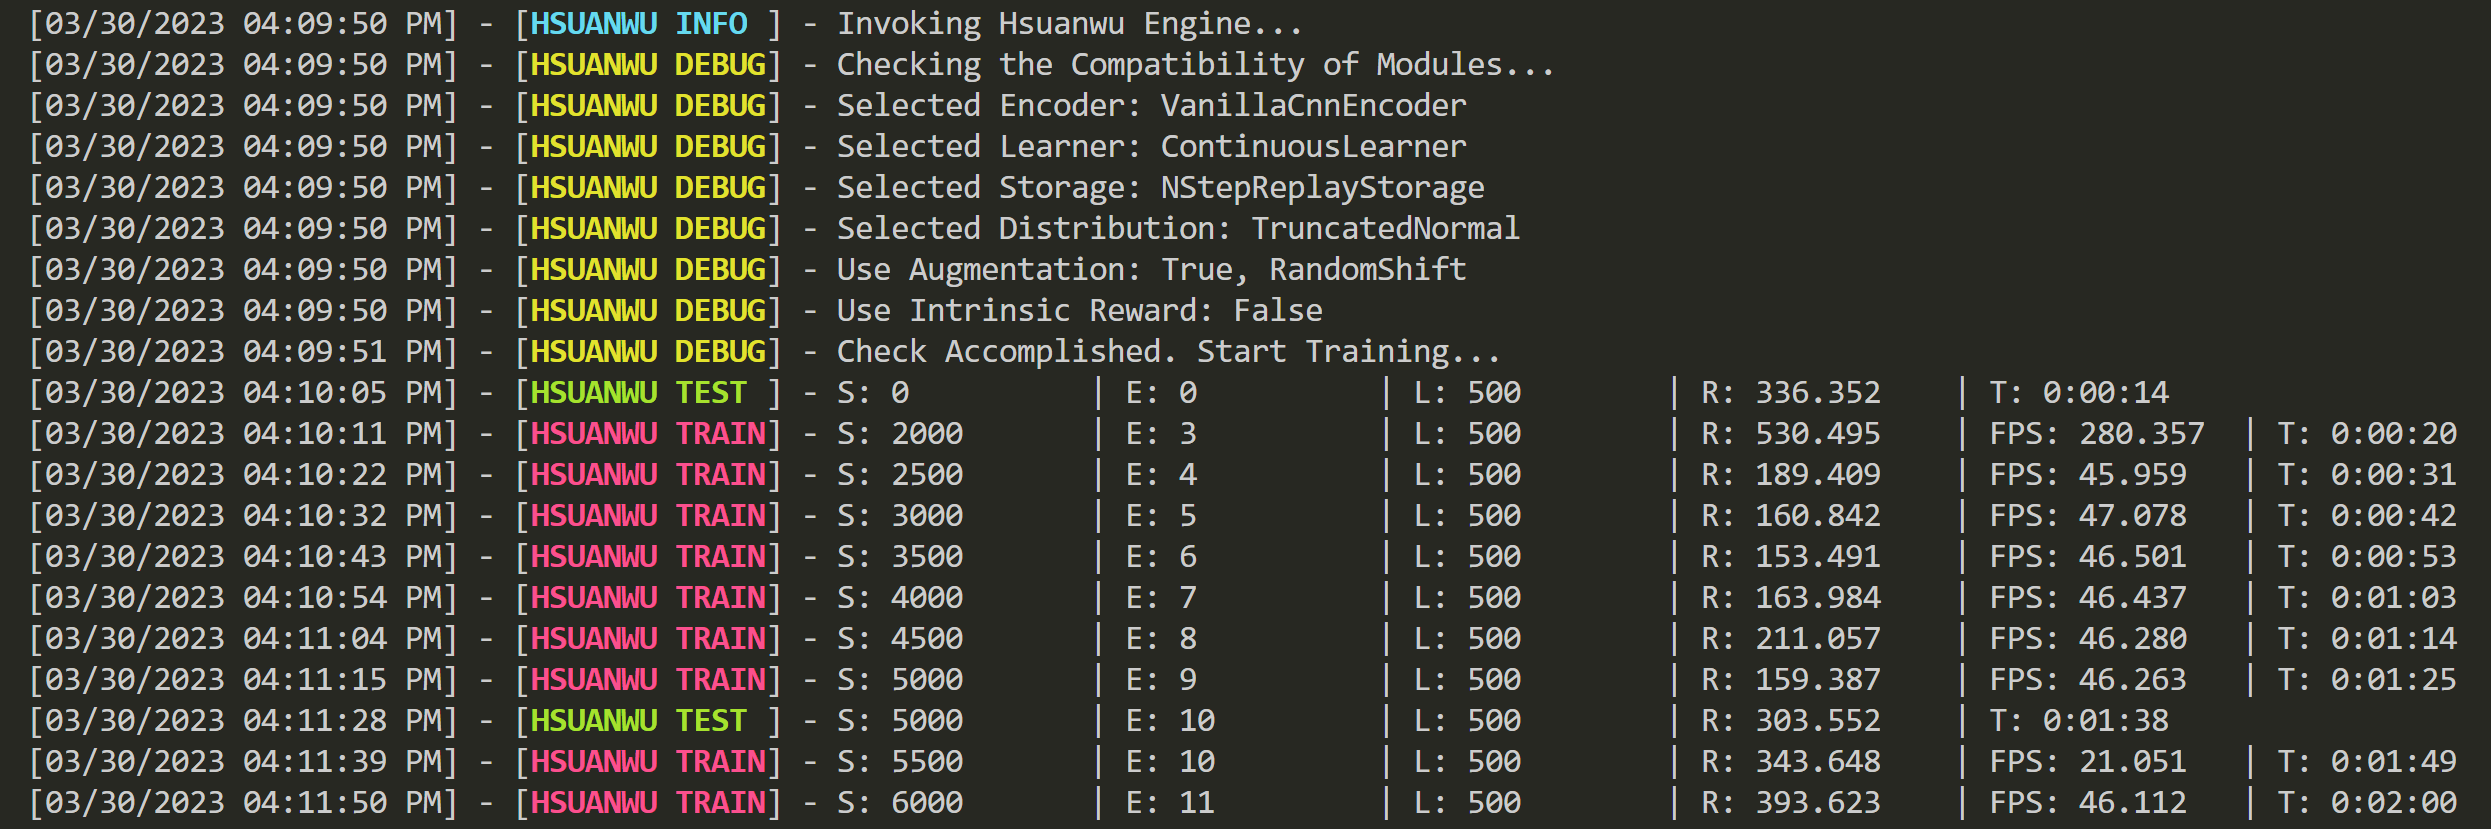 [03/30/2023 04:09:50 PM] - [HSUANWU INFO ] - Invoking Hsuanwu Engine...
[03/30/2023 04:09:50 PM] - [HSUANWU DEBUG] - Checking the Compatibility of Modules...
[03/30/2023 04:09:50 PM] - [HSUANWU DEBUG] - Selected Encoder: VanillaCnnEncoder
[03/30/2023 04:09:50 PM] - [HSUANWU DEBUG] - Selected Learner: ContinuousLearner
[03/30/2023 04:09:50 PM] - [HSUANWU DEBUG] - Selected Storage: NStepReplayStorage
[03/30/2023 04:09:50 PM] - [HSUANWU DEBUG] - Selected Distribution: TruncatedNormal
[03/30/2023 04:09:50 PM] - [HSUANWU DEBUG] - Use Augmentation: True, RandomShift
[03/30/2023 04:09:50 PM] - [HSUANWU DEBUG] - Use Intrinsic Reward: False
[03/30/2023 04:09:51 PM] - [HSUANWU DEBUG] - Check Accomplished. Start Training...
[03/30/2023 04:10:05 PM] - [HSUANWU TEST ] - S: 0 | E: 0 | L: 500 | R: 336.352 | T: 0:00:14
[03/30/2023 04:10:11 PM] - [HSUANWU TRAIN] - S: 2000 | E: 3 | L: 500 | R: 530.495 | FPS: 280.357 | T: 0:00:20
[03/30/2023 04:10:22 PM] - [HSUANWU TRAIN] - S: 2500 | E: 4 | L: 500 | R: 189.409 | FPS: 45.959 | T: 0:00:31
[03/30/2023 04:10:32 PM] - [HSUANWU TRAIN] - S: 3000 | E: 5 | L: 500 | R: 160.842 | FPS: 47.078 | T: 0:00:42
[03/30/2023 04:10:43 PM] - [HSUANWU TRAIN] - S: 3500 | E: 6 | L: 500 | R: 153.491 | FPS: 46.501 | T: 0:00:53
[03/30/2023 04:10:54 PM] - [HSUANWU TRAIN] - S: 4000 | E: 7 | L: 500 | R: 163.984 | FPS: 46.437 | T: 0:01:03
[03/30/2023 04:11:04 PM] - [HSUANWU TRAIN] - S: 4500 | E: 8 | L: 500 | R: 211.057 | FPS: 46.280 | T: 0:01:14
[03/30/2023 04:11:15 PM] - [HSUANWU TRAIN] - S: 5000 | E: 9 | L: 500 | R: 159.387 | FPS: 46.263 | T: 0:01:25
[03/30/2023 04:11:28 PM] - [HSUANWU TEST ] - S: 5000 | E: 10 | L: 500 | R: 303.552 | T: 0:01:38
[03/30/2023 04:11:39 PM] - [HSUANWU TRAIN] - S: 5500 | E: 10 | L: 500 | R: 343.648 | FPS: 21.051 | T: 0:01:49
[03/30/2023 04:11:50 PM] - [HSUANWU TRAIN] - S: 6000 | E: 11 | L: 500 | R: 393.623 | FPS: 46.112 | T: 0:02:00